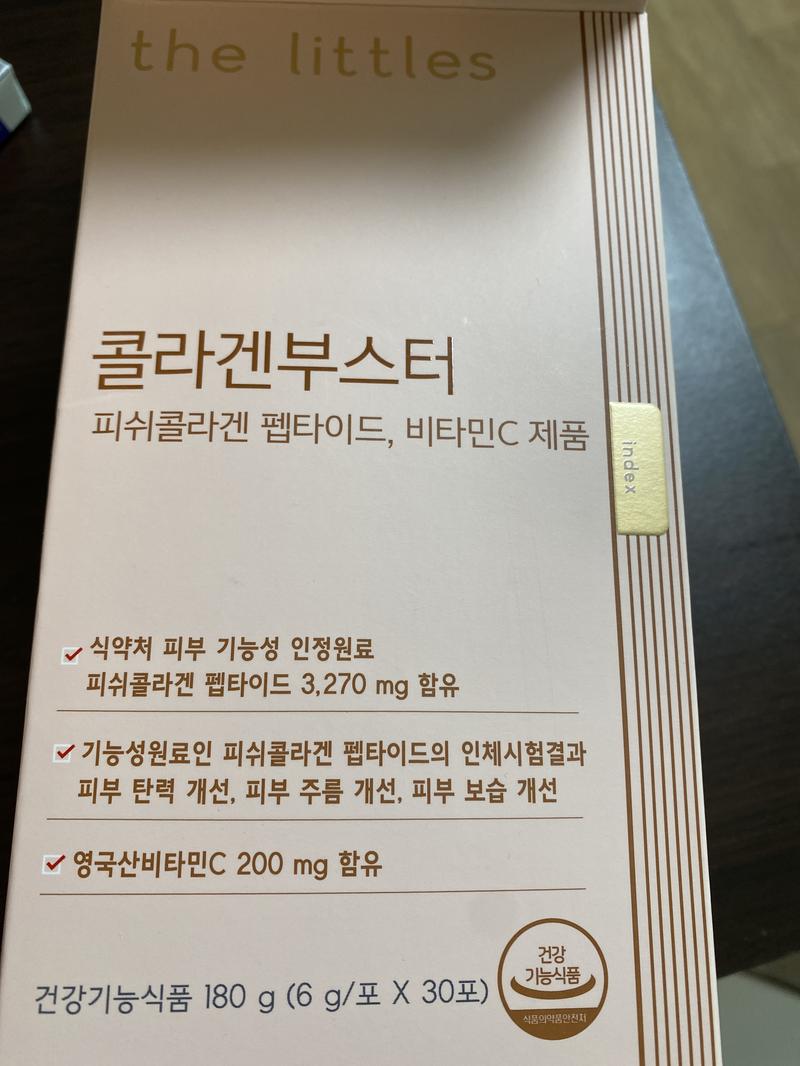 the littles
콜라겐부스터
피쉬콜라겐 펩타이드, 비타민C 제품
index
식약처 피부 기능성 인정원료
피쉬콜라겐 펩타이드 3,270 mg 함유
기능성원료인 피쉬콜라겐 펩타이드의 인체시험결과
피부 탄력 개선, 피부 주름 개선, 피부 보습 개선
영국산비타민C 200 mg 함유
건강기능식품 180 g (6 g/포 X 30포)
건강
기능식품
식품의약품안전처